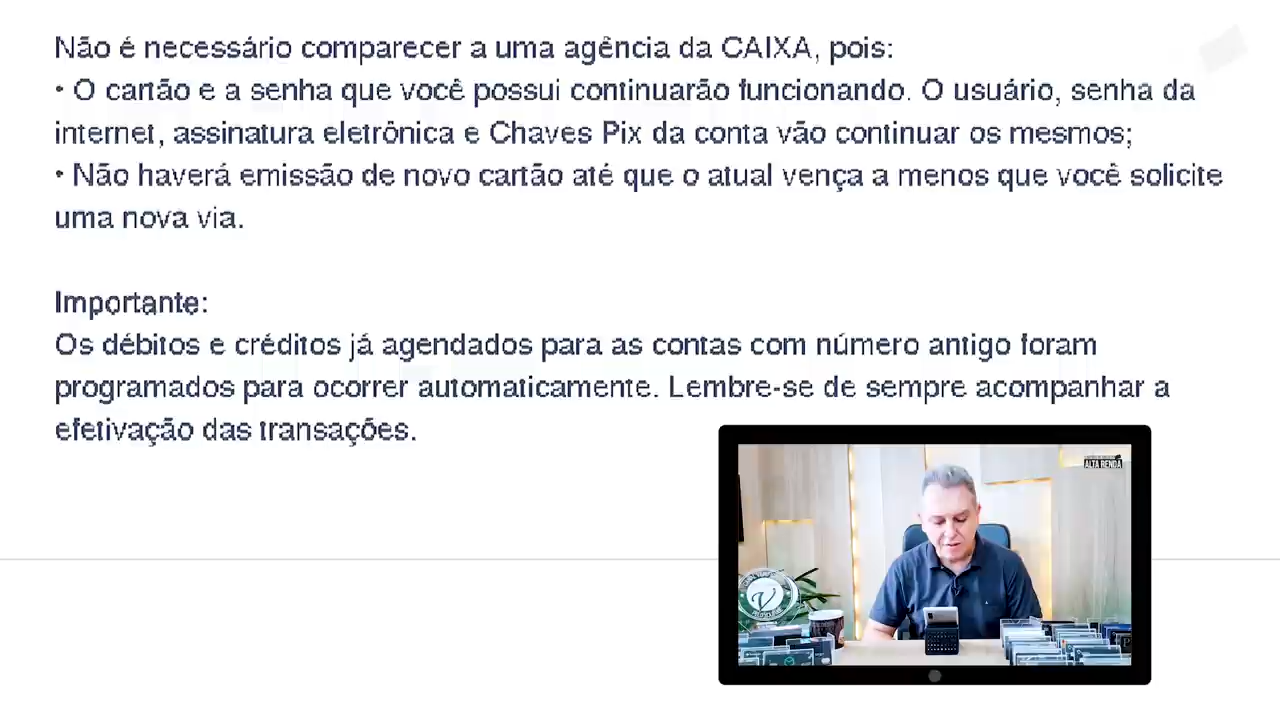 Não é necessário comparecer a uma agência da CAIXA, pois:
• O cartão e a senha que você possui continuarão funcionando. O usuário, senha da
internet, assinatura eletrônica e Chaves Pix da conta vão continuar os mesmos;
• Não haverá emissão de novo cartão até que o atual vença a menos que você solicite
uma nova via.
Importante:
Os débitos e créditos já agendados para as contas com número antigo foram
programados para ocorrer automaticamente. Lembre-se de sempre acompanhar a
efetivação das transações.
ALTA RENDA
V